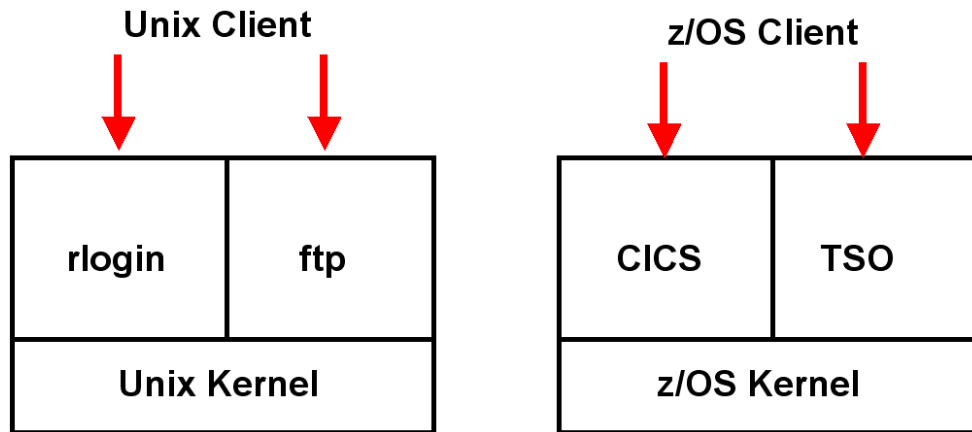 Unix Client
z/OS Client
rlogin
ftp
CICS
TSO
Unix Kernel
z/OS Kernel